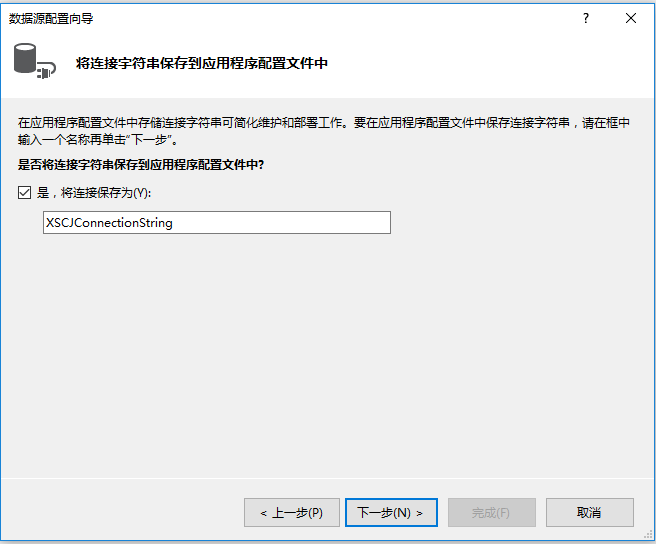 数据源配置向导
?
将连接字符串保存到应用程序配置文件中
在应用程序配置文件中存储连接字符串可简化维护和部署工作。要在应用程序配置文件中保存连接字符串，请在框中
输入一个名称再单击“下一步”。
是否将连接字符串保存到应用程序配置文件中?
是，将连接保存为(Y):
XSCJConnectionString
< 上一步(P)
下一步(N) >
完成(F)
取消